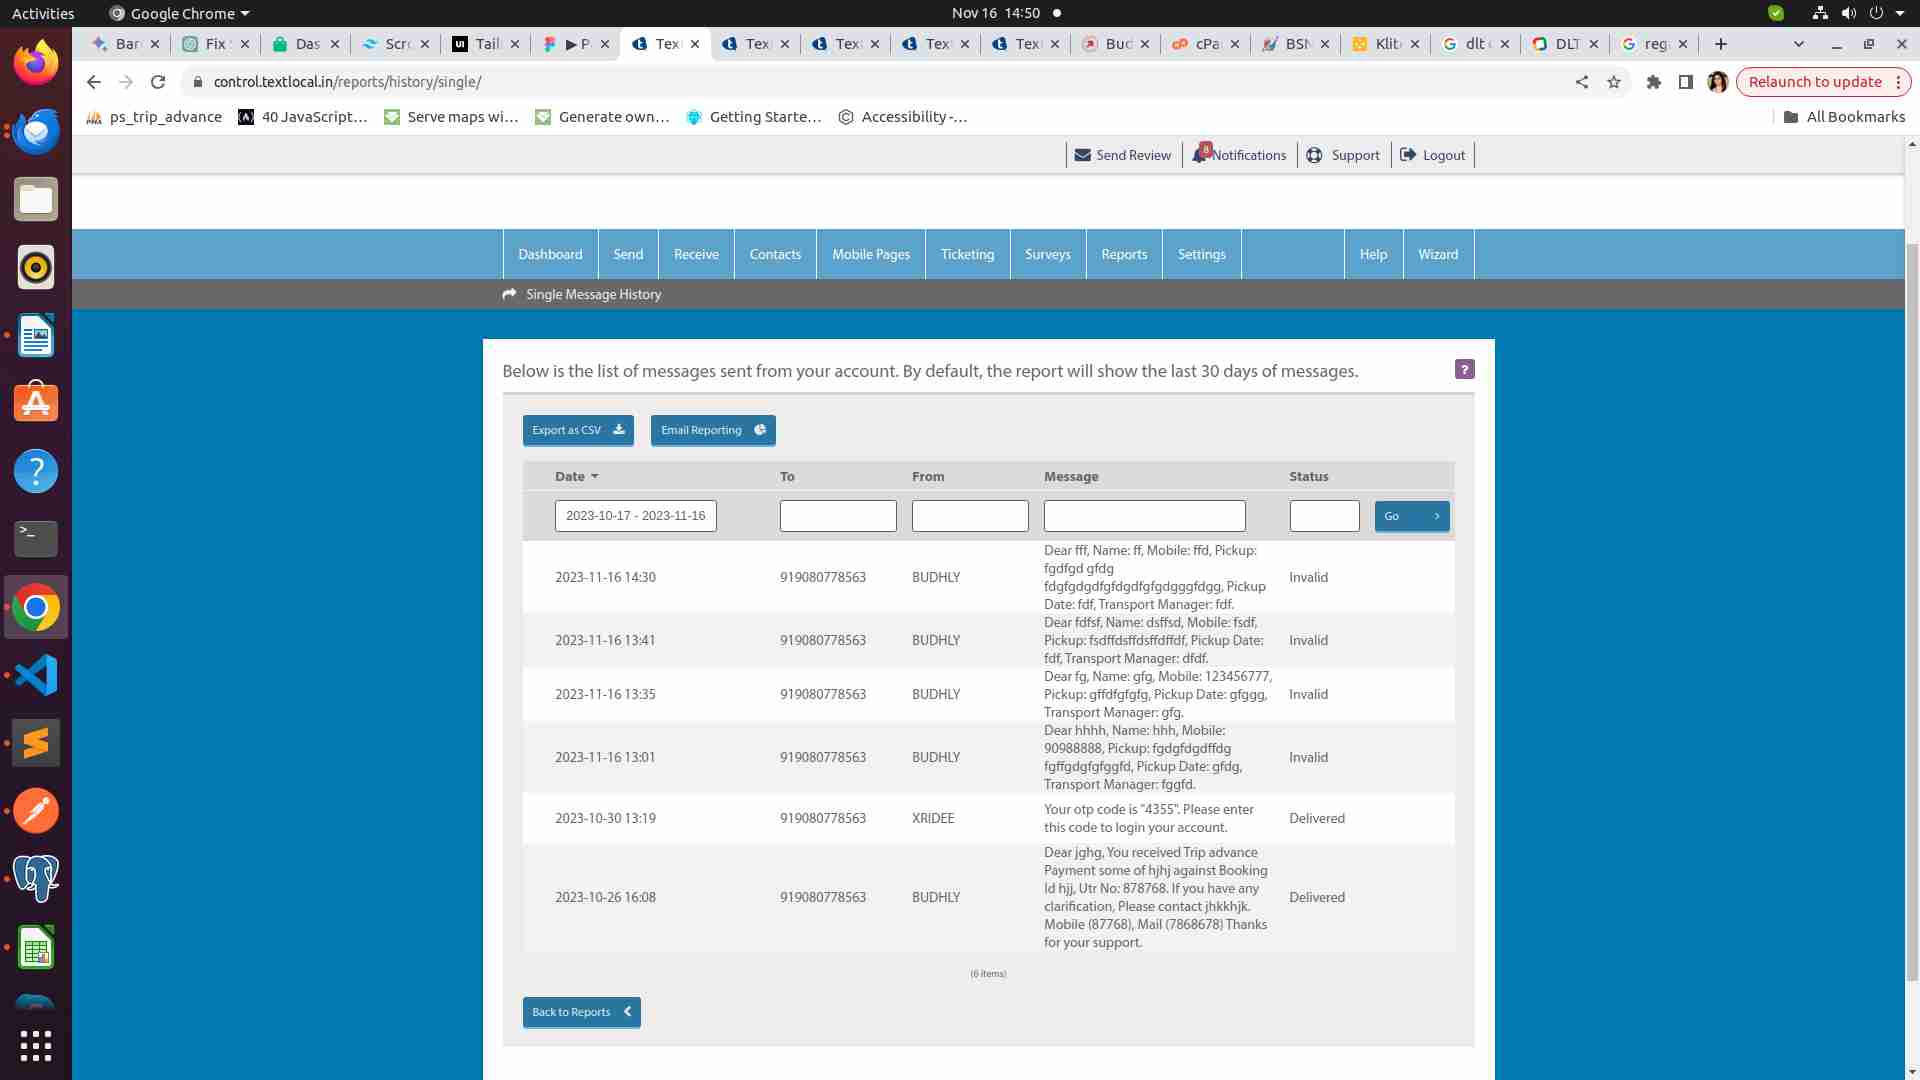 Activities
Google Chrome
Nov 16 14:50
Bar
Fix
Das
Scr
Tail
▶ P
Tex
Tex
Tex
Tex
Tex
Bud
cPa
BSN
Klit
dlt
DLT
reg
control.textlocal.in/reports/history/single/
Relaunch to update
ps_trip_advance
40 JavaScript…
Serve maps wi…
Generate own…
Getting Starte…
Accessibility -…
All Bookmarks
Send Review
8
Notifications
Support
Logout
Dashboard
Send
Receive
Contacts
Mobile Pages
Ticketing
Surveys
Reports
Settings
Help
Wizard
Single Message History
Below is the list of messages sent from your account. By default, the report will show the last 30 days of messages.
?
Export as CSV
Email Reporting
Date
To
From
Message
Status
2023-10-17 - 2023-11-16
Go
2023-11-16 14:30
919080778563
BUDHLY
Dear fff, Name: ff, Mobile: ffd, Pickup:
fgdfgd gfdg
fdgfgdgdfgfdgdfgfgdgggfdgg, Pickup
Date: fdf, Transport Manager: fdf.
Invalid
2023-11-16 13:41
919080778563
BUDHLY
Dear fdfsf, Name: dsffsd, Mobile: fsdf,
Pickup: fsdffdsffdsffdffdf, Pickup Date:
fdf, Transport Manager: dfdf.
Invalid
2023-11-16 13:35
919080778563
BUDHLY
Dear fg, Name: gfg, Mobile: 123456777,
Pickup: gffdfgfgfg, Pickup Date: gfggg,
Transport Manager: gfg.
Invalid
2023-11-16 13:01
919080778563
BUDHLY
Dear hhhh, Name: hhh, Mobile:
90988888, Pickup: fgdgfdgdffdg
fgffgdgfgfggfd, Pickup Date: gfdg,
Transport Manager: fggfd.
Invalid
2023-10-30 13:19
919080778563
XRIDEE
Your otp code is "4355". Please enter
this code to login your account.
Delivered
2023-10-26 16:08
919080778563
BUDHLY
Dear jghg, You received Trip advance
Payment some of hjhj against Booking
Id hjj, Utr No: 878768. If you have any
clarification, Please contact jhkkhjk.
Mobile (87768), Mail (7868678) Thanks
for your support.
Delivered
(6 items)
Back to Reports